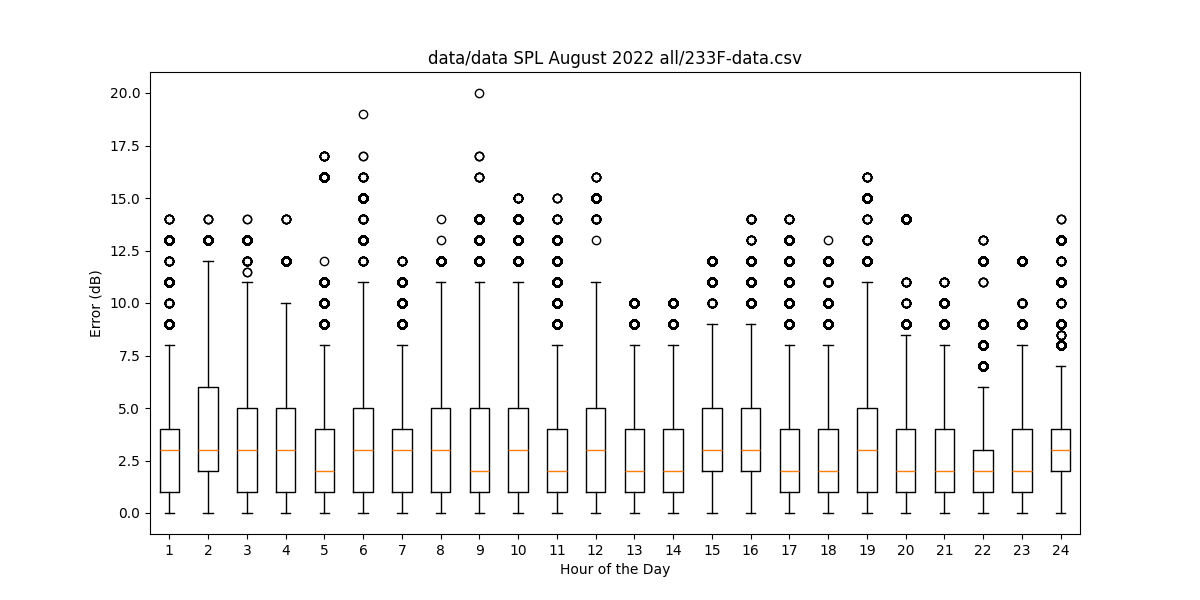 data/data SPL August 2022 all/233F-data.csv
20.0
17.5
15.0
12.5
10.0
7.5
5.0
2.5
0.0
Error (dB)
1 2 3 4 5 6 7 8 9 10 11 12 13 14 15 16 17 18 19 20 21 22 23 24
Hour of the Day